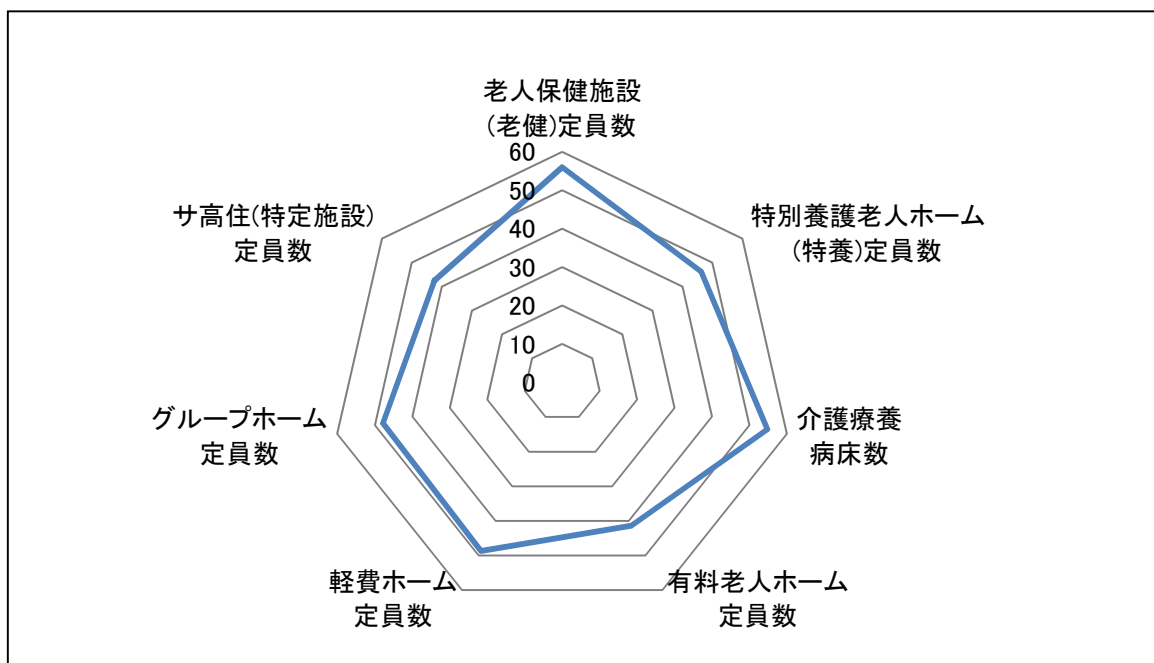 老人保健施設
(老健)定員数
60
50
40
30
20
10
0
特別養護老人ホーム
(特養)定員数
介護療養
病床数
有料老人ホーム
定員数
軽費ホーム
定員数
グループホーム
定員数
サ高住(特定施設)
定員数